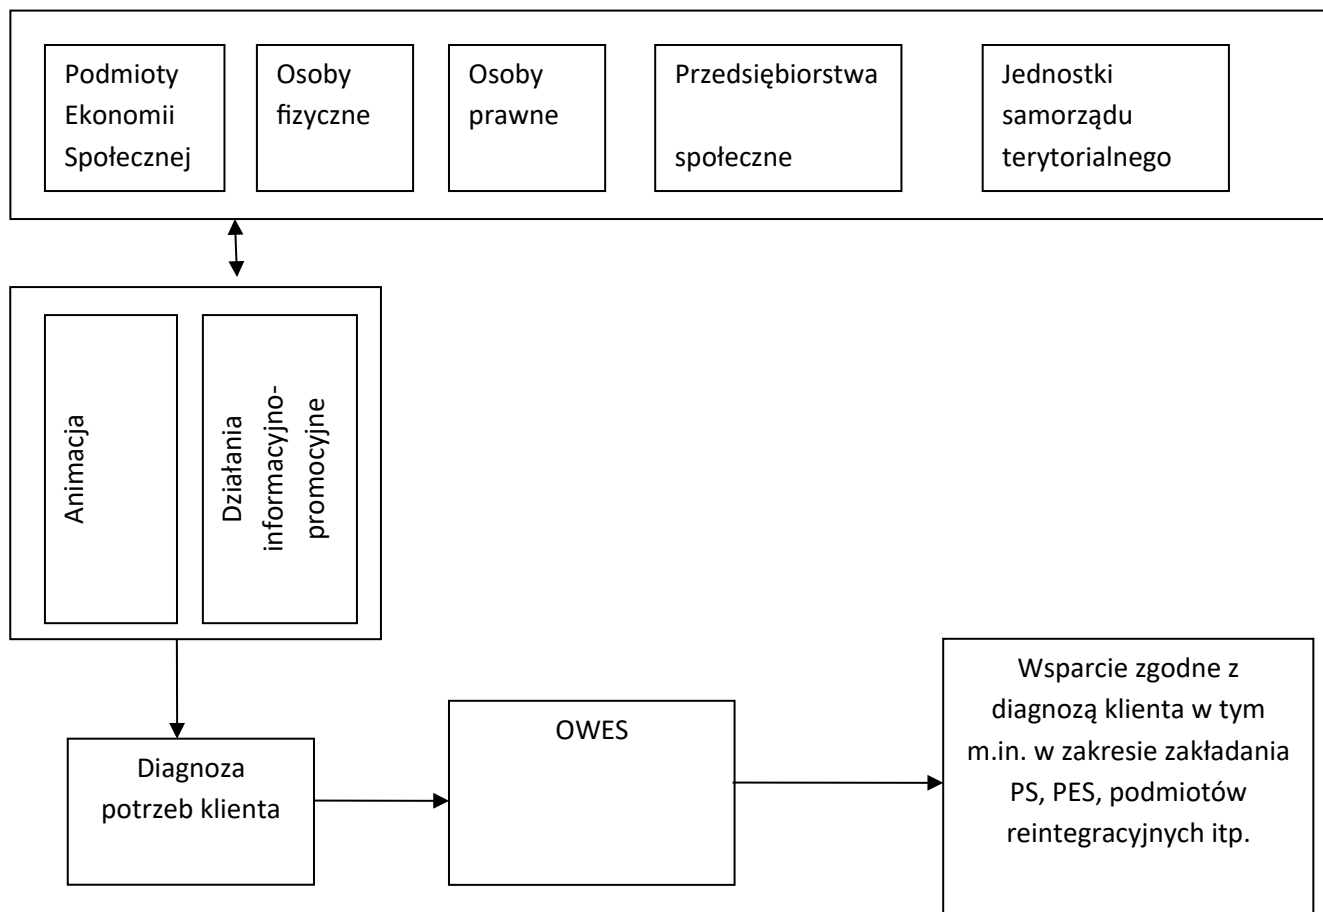 Podmioty
Ekonomii
Społecznej
Osoby
fizyczne
Osoby
prawne
Przedsiębiorstwa
społeczne
Jednostki
samorządu
terytorialnego
Animacja
Działania
informacyjno-
promocyjne
Diagnoza
potrzeb klienta
OWES
Wsparcie zgodne z
diagnozą klienta w tym
m.in. w zakresie zakładania
PS, PES, podmiotów
reintegracyjnych itp.